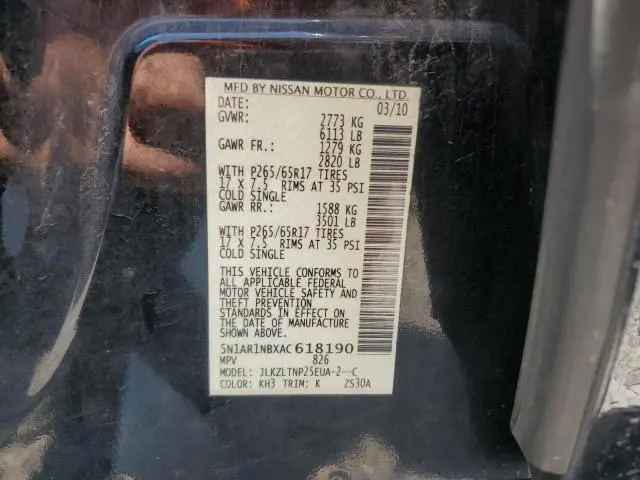 MFD BY NISSAN MOTOR CO., LTD.
DATE: 03/10
GVWR: 2773 KG
6113 LB
GAWR FR.: 1279 KG
2820 LB
WITH P265/65R17 TIRES
17 X 7.5 RIMS AT 35 PSI
COLD SINGLE
GAWR RR.: 1588 KG
3501 LB
WITH P265/65R17 TIRES
17 X 7.5 RIMS AT 35 PSI
COLD SINGLE
THIS VEHICLE CONFORMS TO
ALL APPLICABLE FEDERAL
MOTOR VEHICLE SAFETY AND
THEFT PREVENTION
STANDARDS IN EFFECT ON
THE DATE OF MANUFACTURE
SHOWN ABOVE.
5N1AR1NBXAC618190
MPV 826
MODEL: JLKZLTNP25EUA-2--C
COLOR: KH3 TRIM: K ZS30A